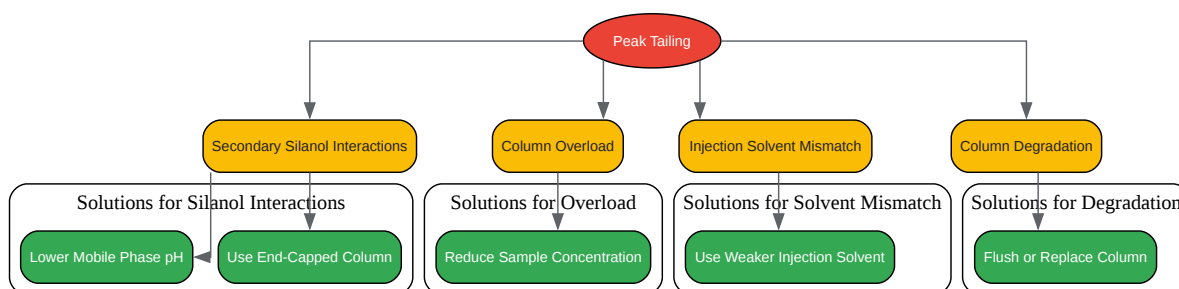 Peak Tailing
Secondary Silanol Interactions
Column Overload
Injection Solvent Mismatch
Column Degradation
Solutions for Silanol Interactions
Solutions for Overload
Solutions for Solvent Mismatch
Solutions for Degradation
Lower Mobile Phase pH
Use End-Capped Column
Reduce Sample Concentration
Use Weaker Injection Solvent
Flush or Replace Column